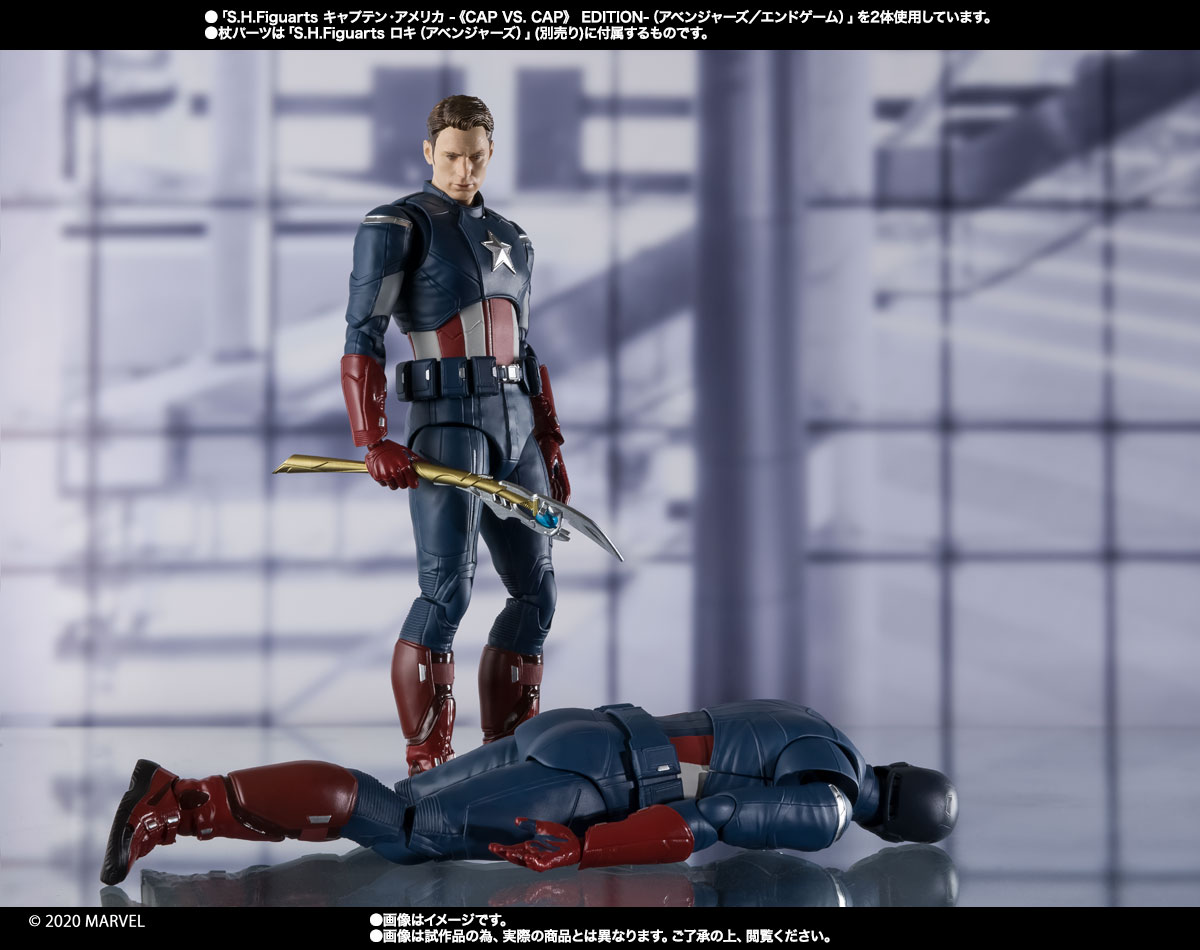 ●「S.H.Figuarts キャプテン・アメリカ -《CAP VS. CAP》 EDITION-（アベンジャーズ／エンドゲーム）」を2体使用しています。
●杖パーツは「S.H.Figuarts ロキ（アベンジャーズ）」(別売り)に付属するものです。
© 2020 MARVEL
●画像はイメージです。
●画像は試作品の為、実際の商品とは異なります。ご了承の上、閲覧ください。